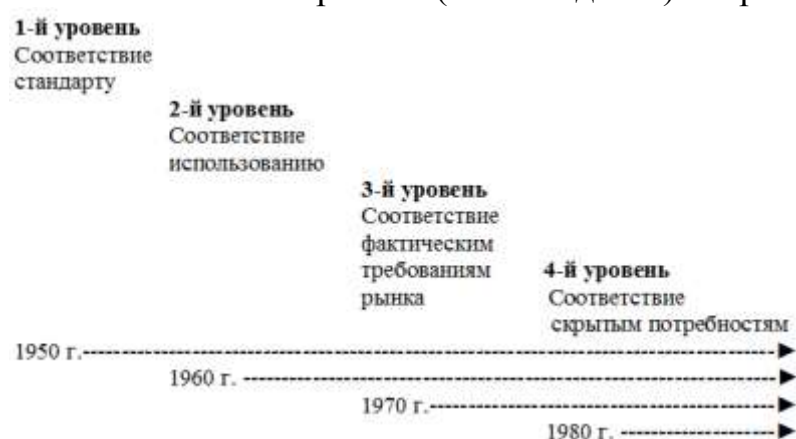 1-й уровень
Соответствие
стандарту
2-й уровень
Соответствие
использованию
3-й уровень
Соответствие
фактическим
требованиям
рынка
4-й уровень
Соответствие
скрытым потребностям
1950 г.
1960 г.
1970 г.
1980 г.